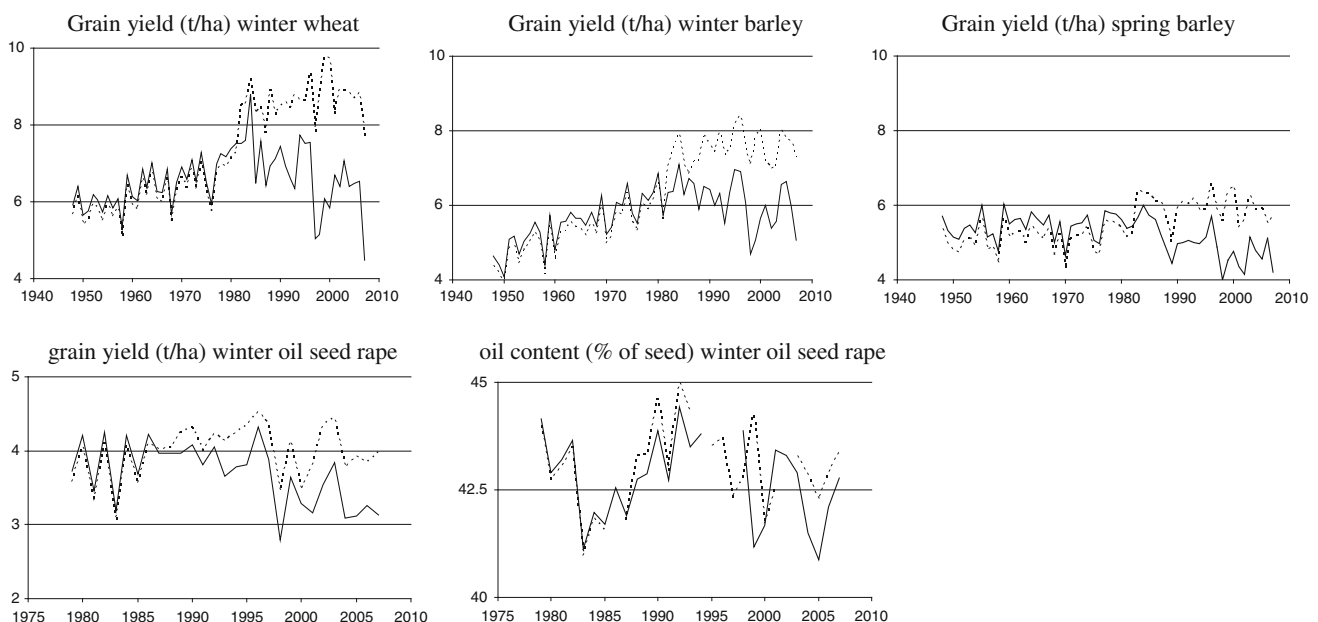 Grain yield (t/ha) winter wheat
10
8
6
4
1940 1950 1960 1970 1980 1990 2000 2010
Grain yield (t/ha) winter barley
10
8
6
4
1940 1950 1960 1970 1980 1990 2000 2010
Grain yield (t/ha) spring barley
10
8
6
4
1940 1950 1960 1970 1980 1990 2000 2010
grain yield (t/ha) winter oil seed rape
5
4
3
2
1975 1980 1985 1990 1995 2000 2005 2010
oil content (% of seed) winter oil seed rape
45
42.5
40
1975 1980 1985 1990 1995 2000 2005 2010